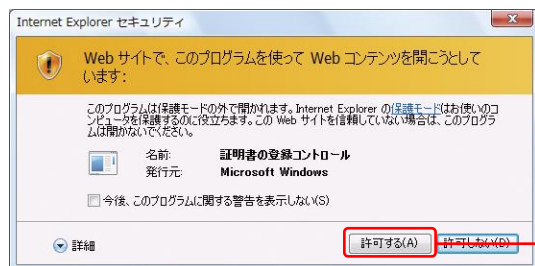 Internet Explorer セキュリティ
Web サイトで、このプログラムを使って Web コンテンツを開こうとして
います:
このプログラムは保護モードの外で開かれます。Internet Explorer の保護モードはお使いのコ
ンピュータを保護するのに役立ちます。この Web サイトを信頼していない場合は、このプログラ
ムは開かないでください。
名前: 証明書の登録コントロール
発行元: Microsoft Windows
今後、このプログラムに関する警告を表示しない(S)
詳細 許可する(A) 許可しない(D)